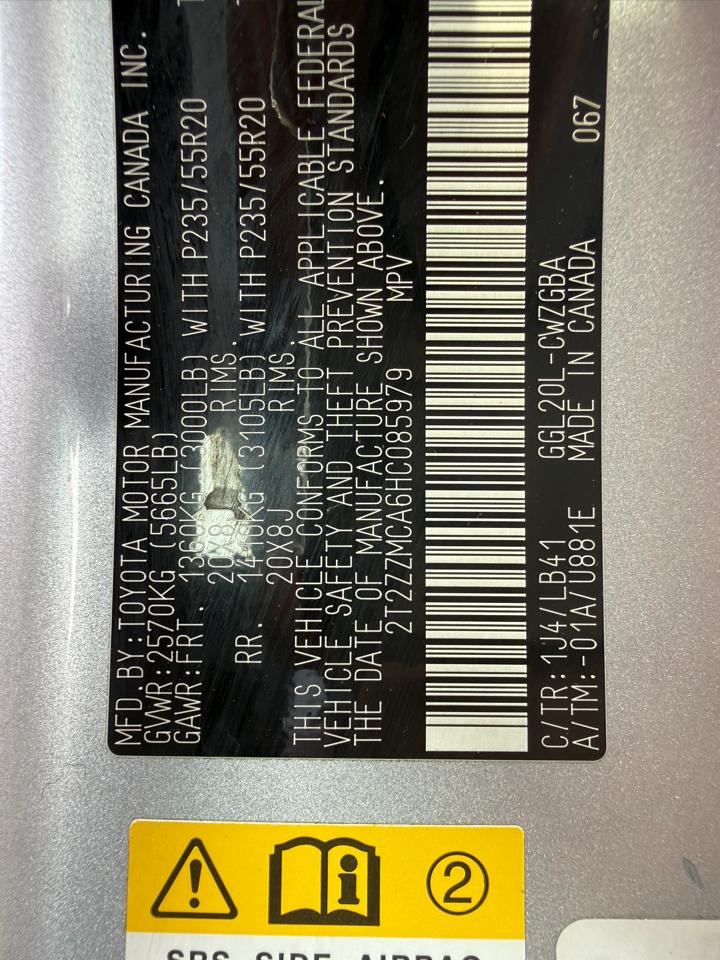 MFD.BY:TOYOTA MOTOR MANUFACTURING CANADA INC.
GVWR:2570KG (5665LB)
GAWR:FRT. 1360KG (3000LB) WITH P235/55R20
20X8J RIMS.
RR. 1410KG (3105LB) WITH P235/55R20
20X8J RIMS.
THIS VEHICLE CONFORMS TO ALL APPLICABLE FEDERAL
VEHICLE SAFETY AND THEFT PREVENTION STANDARDS
THE DATE OF MANUFACTURE SHOWN ABOVE.
2T2ZZMCA6HC085979 MPV
C/TR:1J4/LB41 GGL20L-CWZGBA
A/TM:-01A/U881E MADE IN CANADA 067
2
SRS SIDE AIRBAG